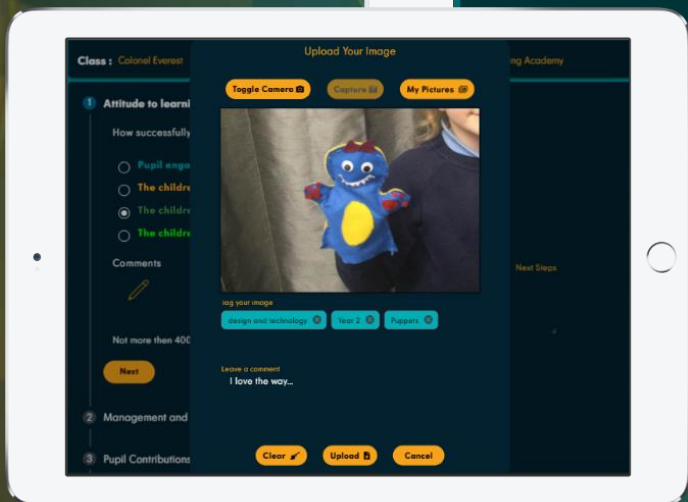 Upload Your Image
Class : Colonel Everest
ng Academy
Toggle Camera
Capture
My Pictures
1 Attitude to learni
How successfully
Pupil enga
The childre
The childre
The childre
Comments
Next Steps
Tag your image
design and technology
Year 2
Puppets
Not more then 400
Leave a comment
I love the way...
Next
2 Management and
Clear
Upload
Cancel
3 Pupil Contributions